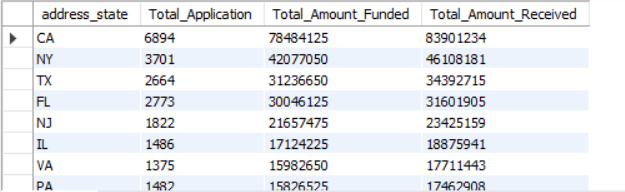 address_state Total_Application Total_Amount_Funded Total_Amount_Received
CA 6894 78484125 83901234
NY 3701 42077050 46108181
TX 2664 31236650 34392715
FL 2773 30046125 31601905
NJ 1822 21657475 23425159
IL 1486 17124225 18875941
VA 1375 15982650 17711443
PA 1482 15826525 17462908